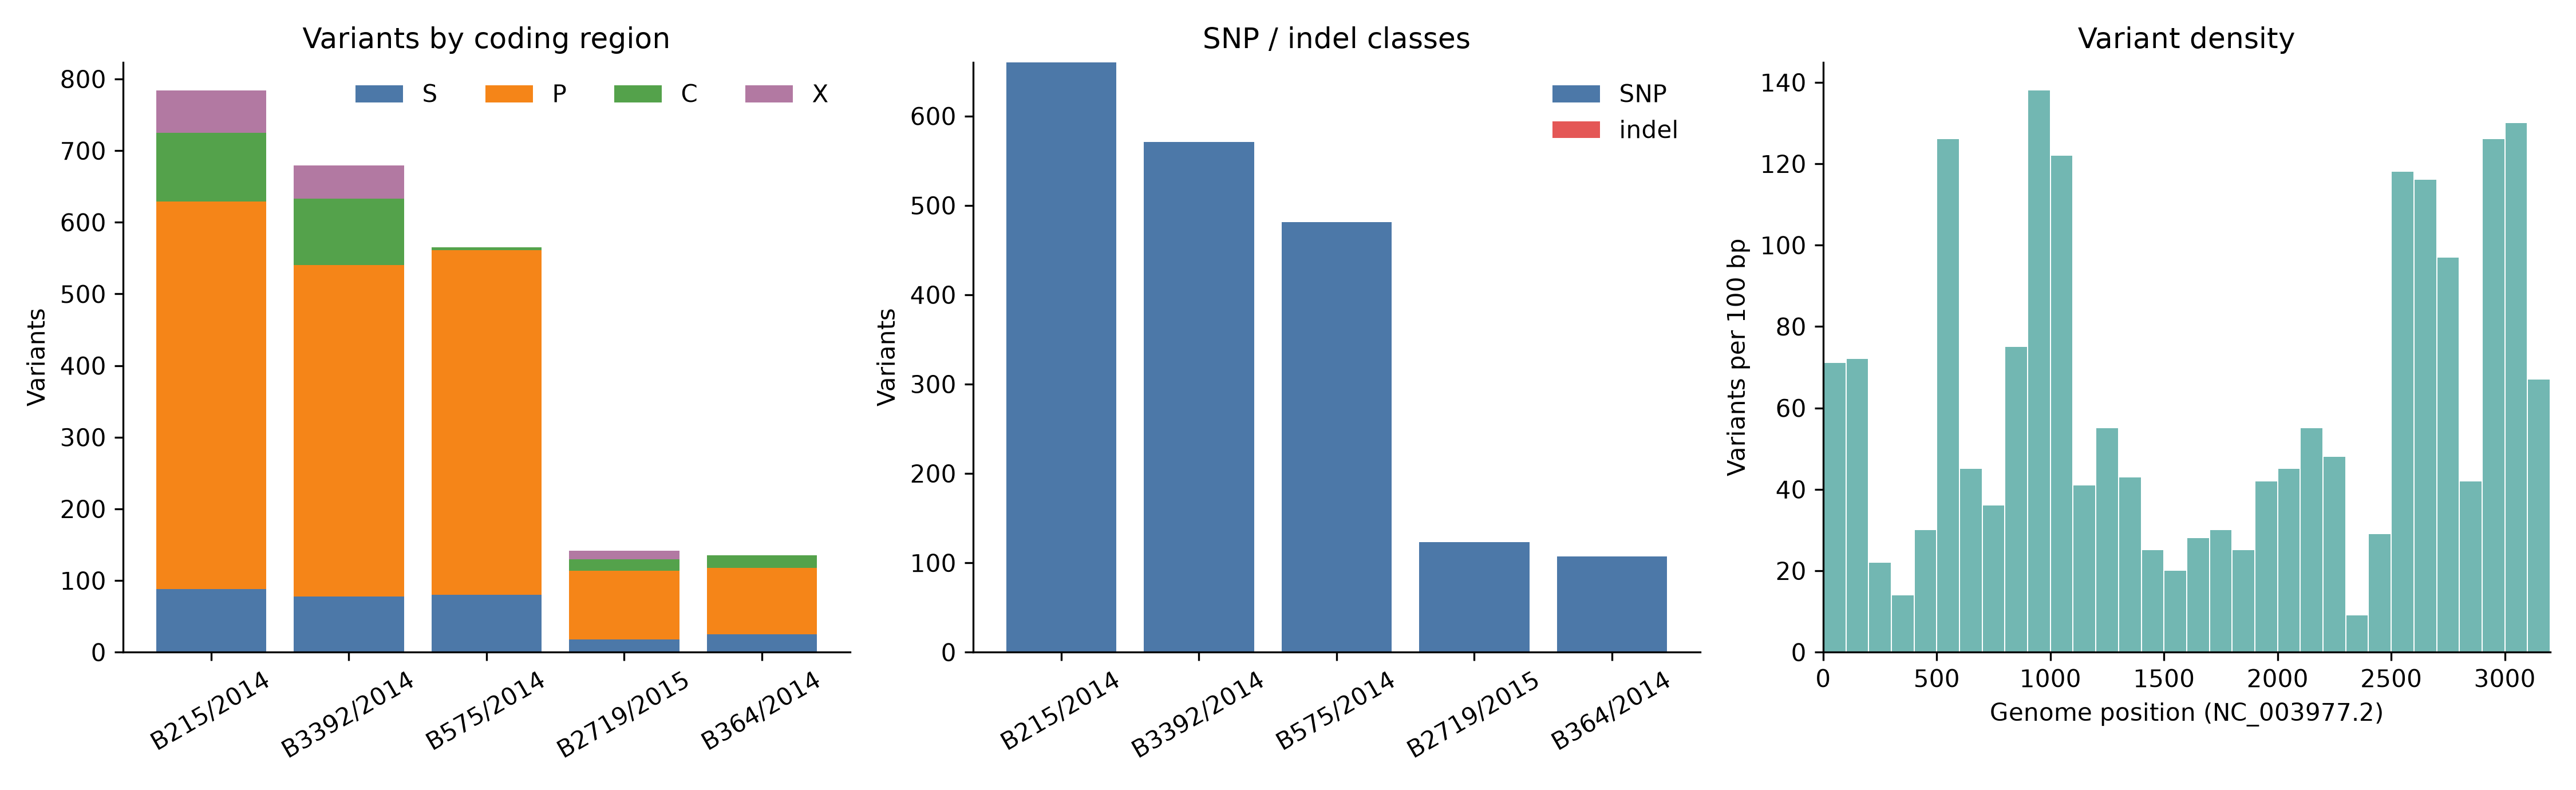 Variants by coding region
S P C X
Variants
800
700
600
500
400
300
200
100
0
B215/2014
B3392/2014
B575/2014
B2719/2015
B364/2014
SNP / indel classes
SNP
indel
Variants
600
500
400
300
200
100
0
B215/2014
B3392/2014
B575/2014
B2719/2015
B364/2014
Variant density
Variants per 100 bp
140
120
100
80
60
40
20
0
0 500 1000 1500 2000 2500 3000
Genome position (NC_003977.2)